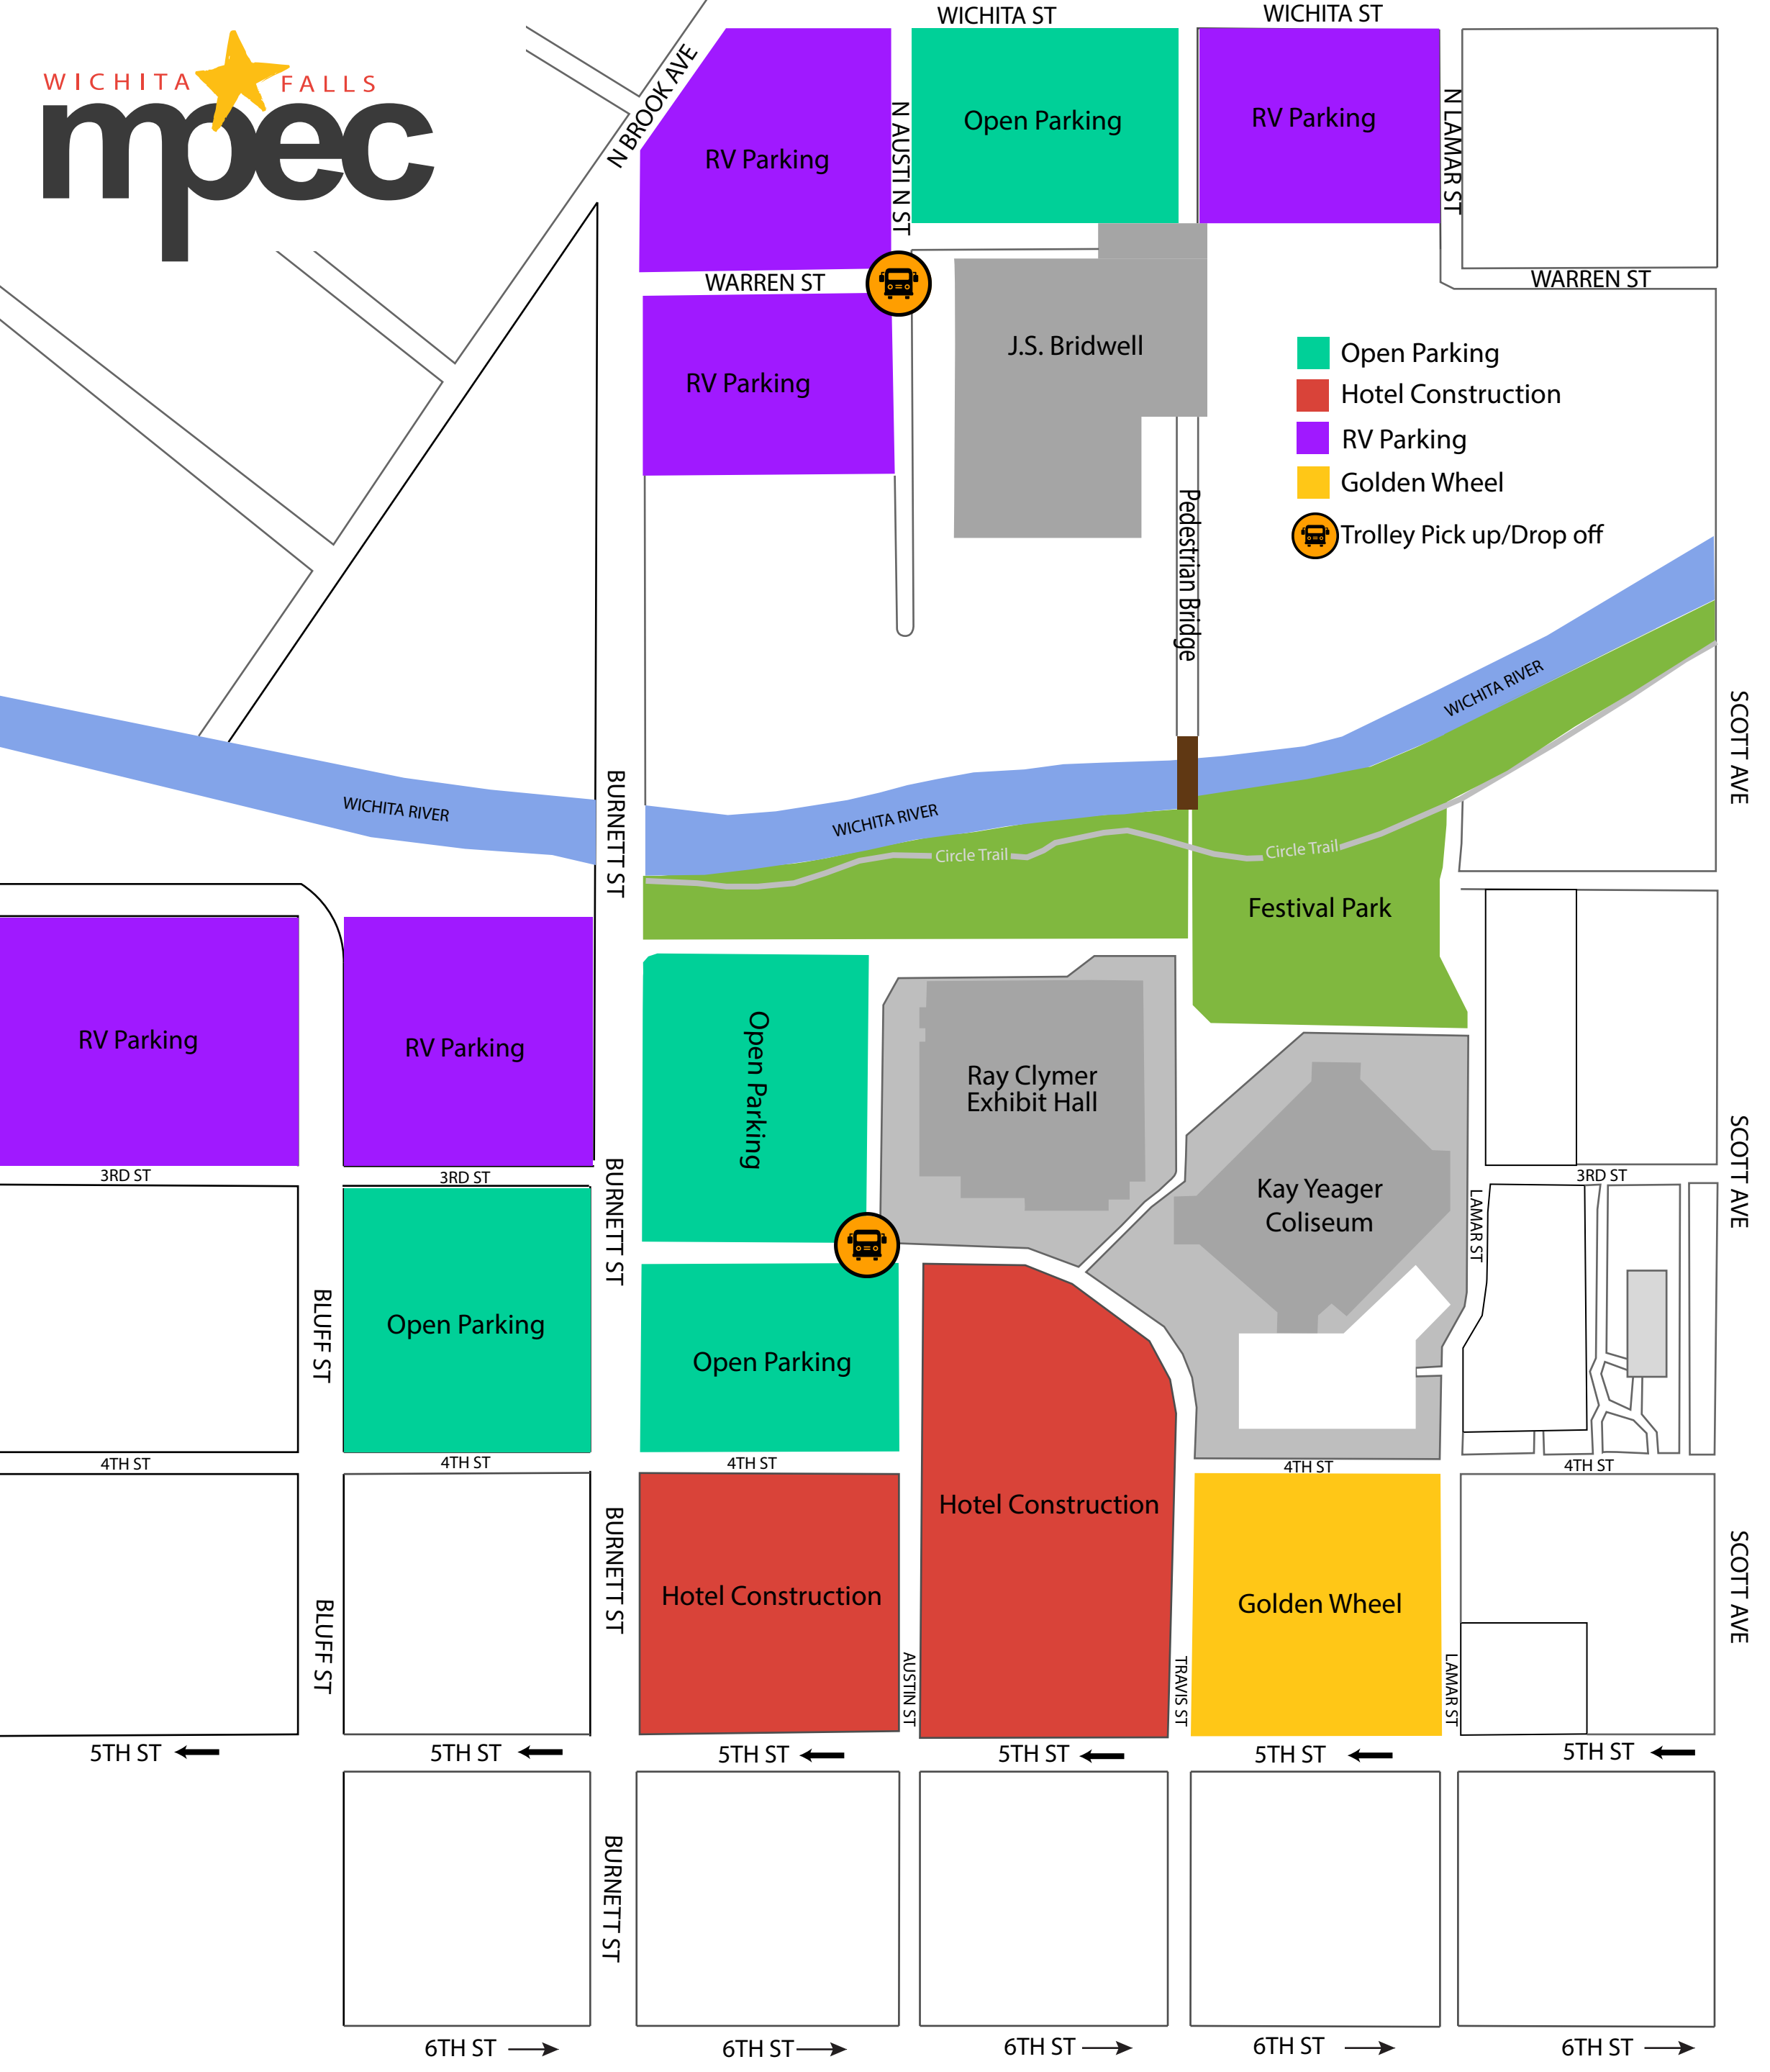 WICHITA FALLS
mpec
WICHITA ST
WICHITA ST
N BROOK AVE
RV Parking
N AUSTIN ST
Open Parking
RV Parking
N LAMAR ST
WARREN ST
WARREN ST
RV Parking
J.S. Bridwell
Open Parking
Hotel Construction
RV Parking
Golden Wheel
Trolley Pick up/Drop off
Pedestrian Bridge
WICHITA RIVER
WICHITA RIVER
WICHITA RIVER
SCOTT AVE
BURNETT ST
Circle Trail
Circle Trail
Festival Park
RV Parking
RV Parking
Open Parking
Ray Clymer
Exhibit Hall
Kay Yeager
Coliseum
SCOTT AVE
3RD ST
3RD ST
3RD ST
BURNETT ST
LAMAR ST
BLUFF ST
Open Parking
Open Parking
4TH ST
4TH ST
4TH ST
4TH ST
4TH ST
Hotel Construction
Hotel Construction
Golden Wheel
BLUFF ST
BURNETT ST
AUSTIN ST
TRAVIS ST
LAMAR ST
SCOTT AVE
5TH ST
5TH ST
5TH ST
5TH ST
5TH ST
5TH ST
BURNETT ST
6TH ST
6TH ST
6TH ST
6TH ST
6TH ST